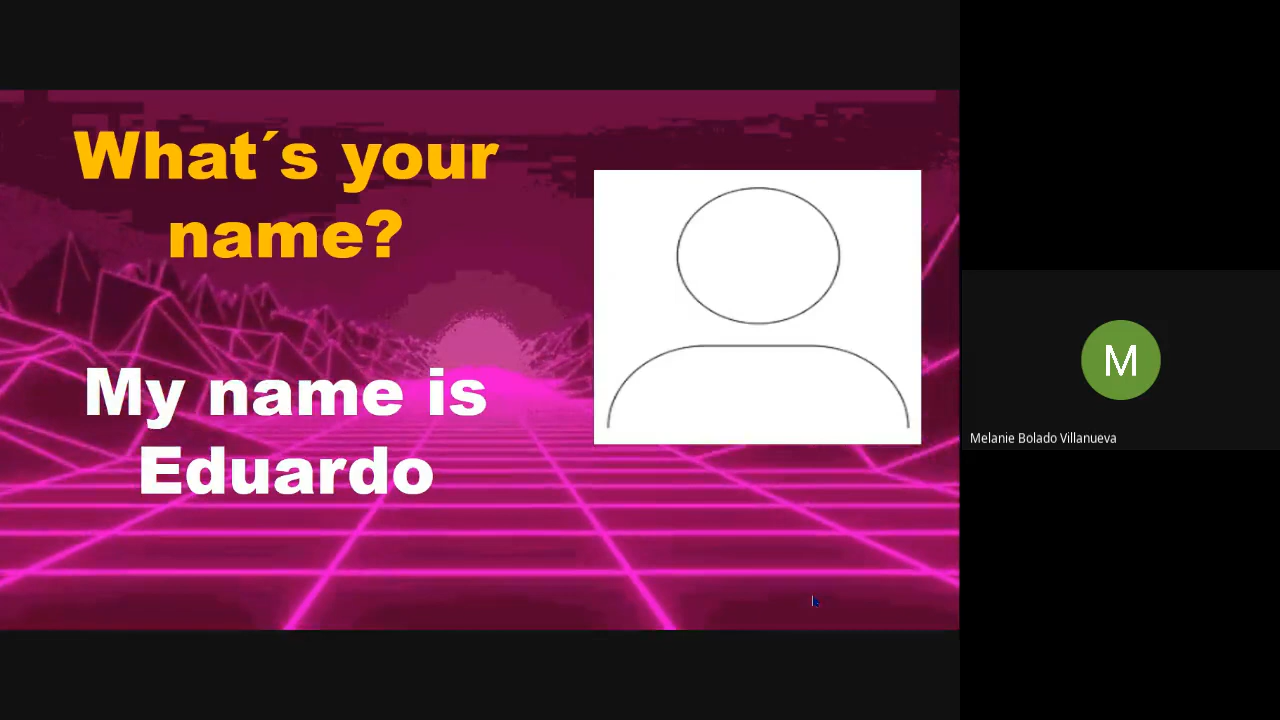 What´s your
name?
My name is
Eduardo
M
Melanie Bolado Villanueva